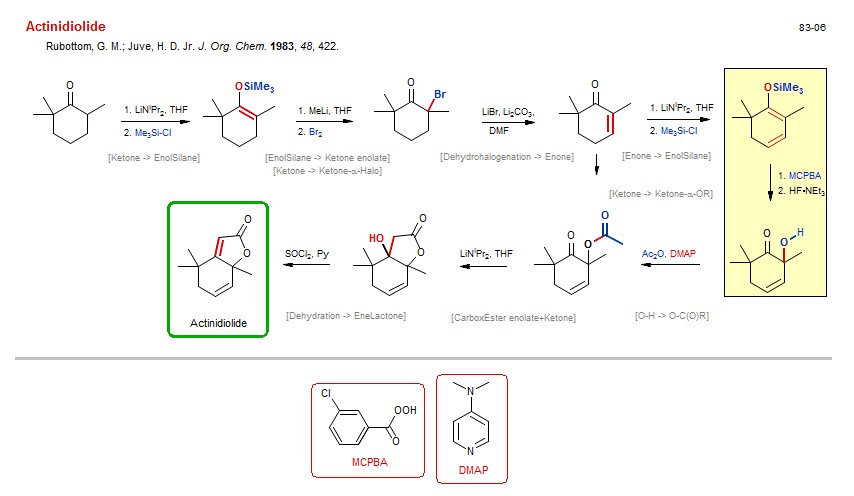 Actinidiolide
83-06
Rubottom, G. M.; Juve, H. D. Jr. J. Org. Chem. 1983, 48, 422.
O
1. LiNⁱPr₂, THF
2. Me₃Si-Cl
[Ketone -> EnolSilane]
OSiMe₃
1. MeLi, THF
2. Br₂
[EnolSilane -> Ketone enolate]
[Ketone -> Ketone-α-Halo]
O
Br
LiBr, Li₂CO₃,
DMF
[Dehydrohalogenation -> Enone]
O
1. LiNⁱPr₂, THF
2. Me₃Si-Cl
[Enone -> EnolSilane]
OSiMe₃
1. MCPBA
2. HF•NEt₃
[Ketone -> Ketone-α-OR]
O
O
H
Ac₂O, DMAP
[O-H -> O-C(O)R]
O
O
O
LiNⁱPr₂, THF
[CarboxEster enolate+Ketone]
HO
O
O
SOCl₂, Py
[Dehydration -> EneLactone]
O
O
Actinidiolide
Cl
OOH
O
MCPBA
N
N
DMAP